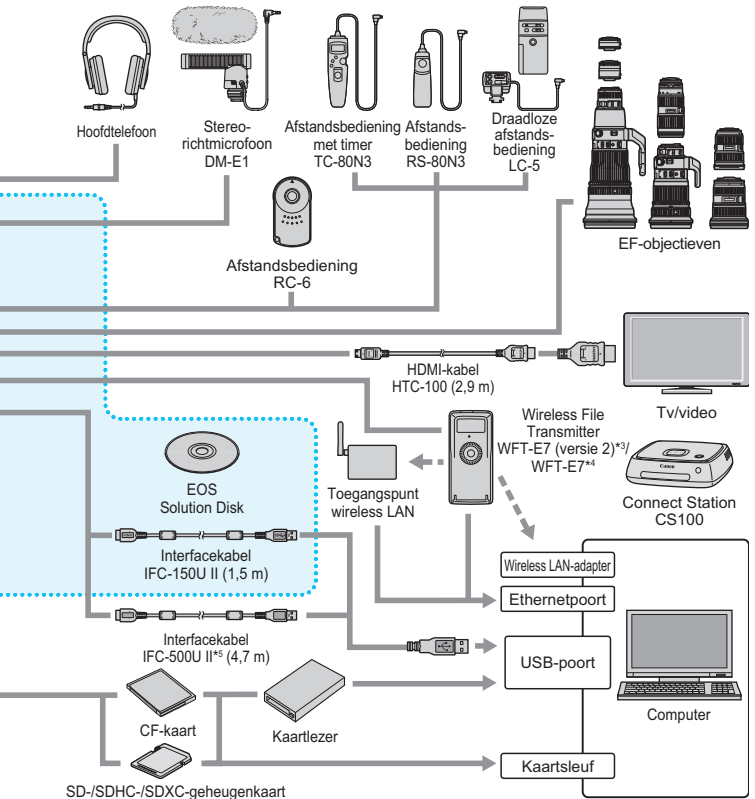 Hoofdtelefoon
Stereo-
richtmicrofoon
DM-E1
Afstandsbediening
met timer
TC-80N3
Afstands-
bediening
RS-80N3
Draadloze
afstands-
bediening
LC-5
EF-objectieven
Afstandsbediening
RC-6
HDMI-kabel
HTC-100 (2,9 m)
Tv/video
Wireless File
Transmitter
WFT-E7 (versie 2)*3/
WFT-E7*4
Toegangspunt
wireless LAN
Canon
Connect Station
CS100
EOS
Solution Disk
Interfacekabel
IFC-150U II (1,5 m)
Wireless LAN-adapter
Ethernetpoort
Interfacekabel
IFC-500U II*5 (4,7 m)
USB-poort
Computer
CF-kaart
Kaartlezer
Kaartsleuf
SD-/SDHC-/SDXC-geheugenkaart